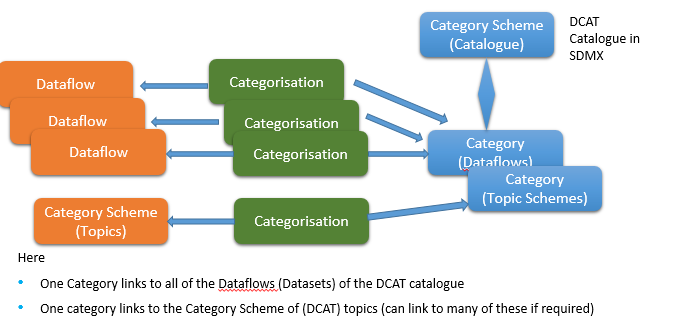 Category Scheme
(Catalogue)
DCAT
Catalogue in
SDMX
Dataflow
Categorisation
Dataflow
Categorisation
Dataflow
Categorisation
Category
(Dataflows)
Category
(Topic Schemes)
Category Scheme
(Topics)
Categorisation
Here
• One Category links to all of the Dataflows (Datasets) of the DCAT catalogue
• One category links to the Category Scheme of (DCAT) topics (can link to many of these if required)